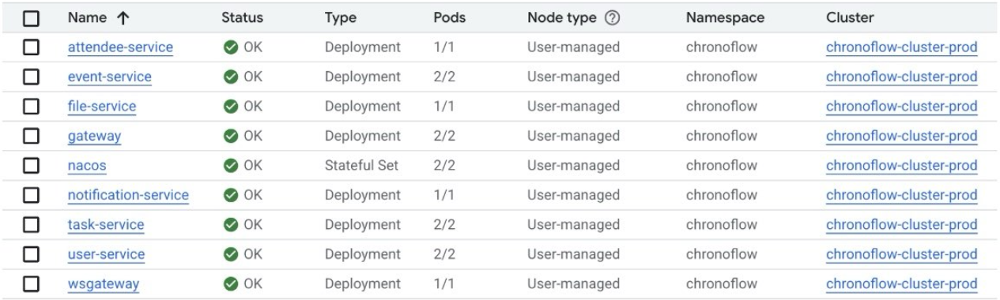 Name ↑ Status Type Pods Node type ? Namespace Cluster
attendee-service OK Deployment 1/1 User-managed chronoflow chronoflow-cluster-prod
event-service OK Deployment 2/2 User-managed chronoflow chronoflow-cluster-prod
file-service OK Deployment 1/1 User-managed chronoflow chronoflow-cluster-prod
gateway OK Deployment 2/2 User-managed chronoflow chronoflow-cluster-prod
nacos OK Stateful Set 2/2 User-managed chronoflow chronoflow-cluster-prod
notification-service OK Deployment 1/1 User-managed chronoflow chronoflow-cluster-prod
task-service OK Deployment 2/2 User-managed chronoflow chronoflow-cluster-prod
user-service OK Deployment 2/2 User-managed chronoflow chronoflow-cluster-prod
wsgateway OK Deployment 1/1 User-managed chronoflow chronoflow-cluster-prod